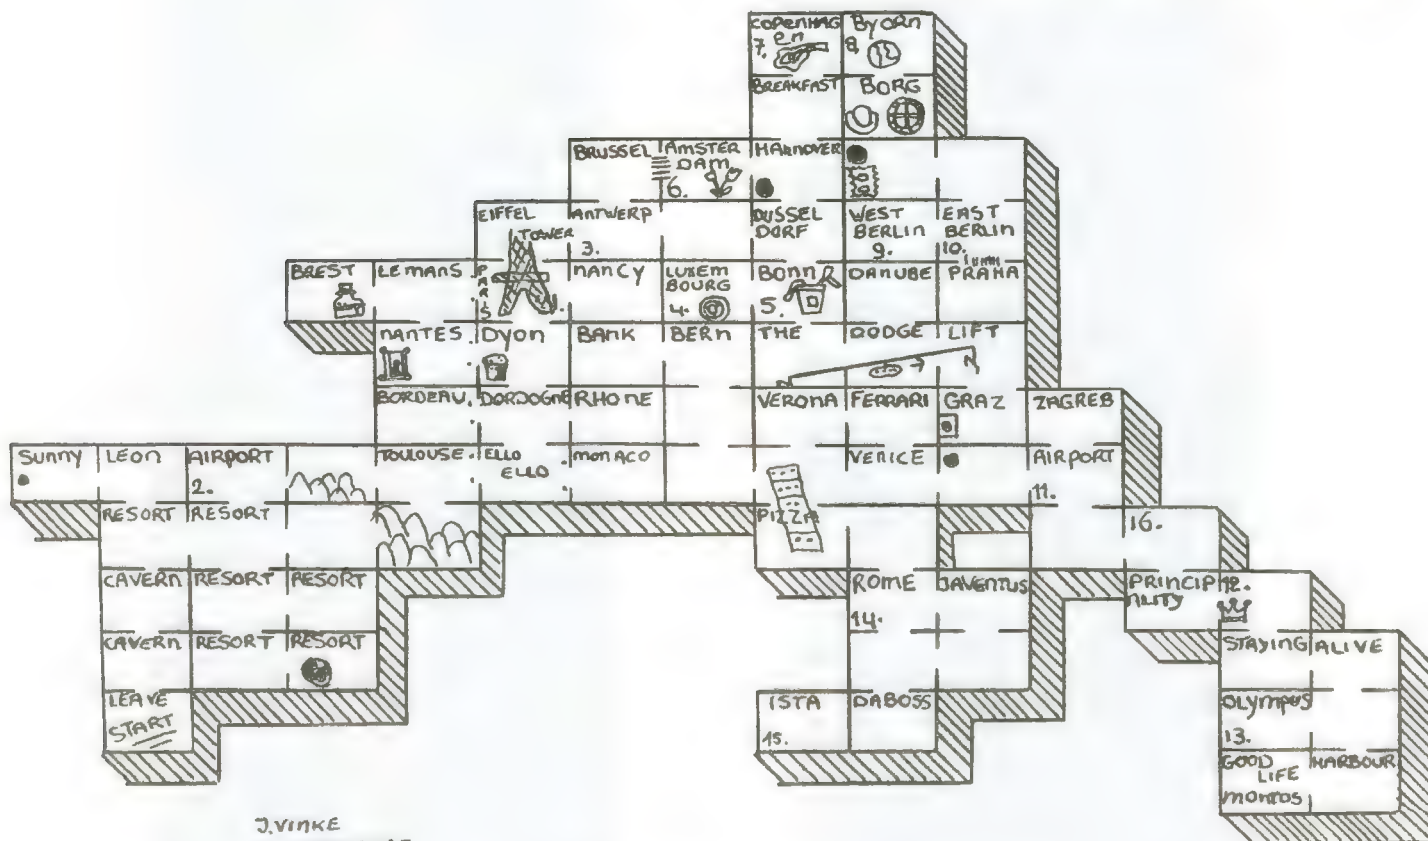 COPENHAG BYORN
en
7. 8.
BREAKFAST BORG
BRUSSEL AMSTER HANNOVER
DAM
6.
EIFFEL ANTWERP DUSSEL WEST EAST
TOWER DORF BERLIN BERLIN
3. 9. 10.
BREST LEMANS PARIS NANCY LUXEM BONN DANUBE PRAHA
BOURG
1. 4. 5.
NANTES DYON BANK BERN THE DODGE LIFT
BORDEAU DORDOGNE RHONE VERONA FERRARI GRAZ ZAGREB
SUNNY LEON AIRPORT TOULOUSE ELLO MONACO VENICE AIRPORT
ELLO
2. 11.
RESORT RESORT PIZZA 16.
CAVERN RESORT RESORT ROME JAVENTUS PRINCIP 12.
ALITY
14.
CAVERN RESORT RESORT STAYING ALIVE
LEAVE ISTA DABOSS OLYMPUS
START
15. 13.
GOOD HARBOUR
LIFE
MONTOS
J.VINKE